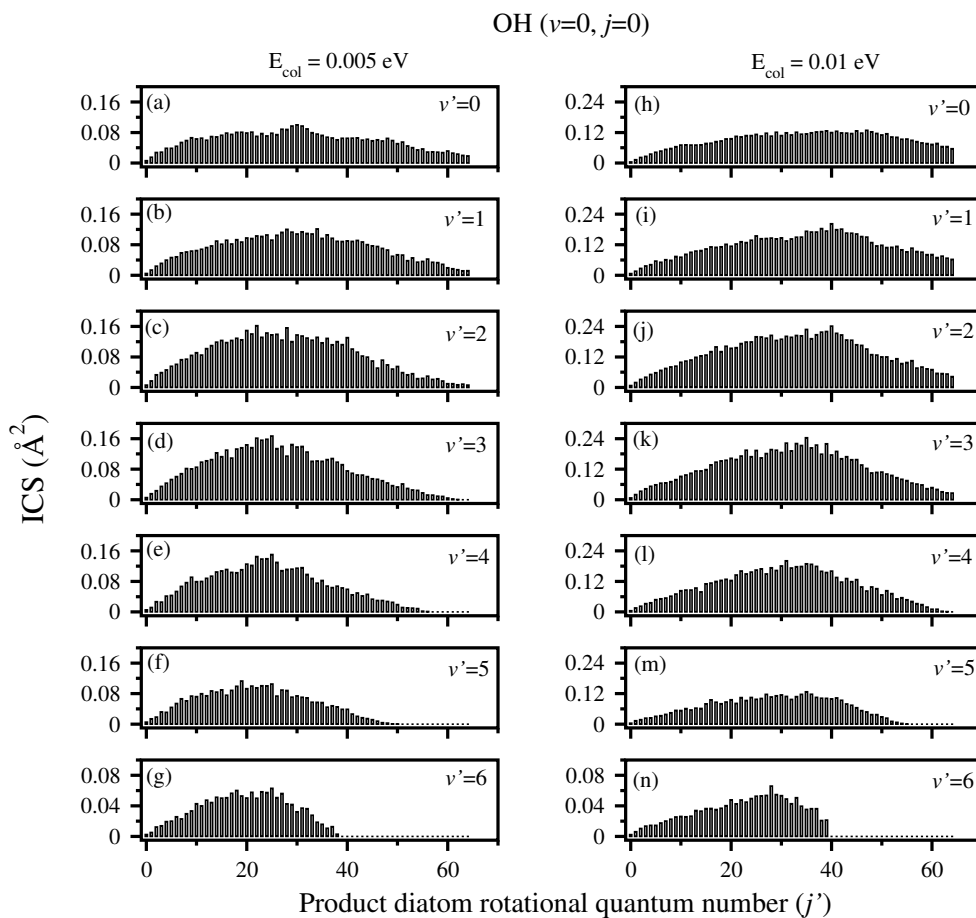 OH (v=0, j=0)
E_col = 0.005 eV
E_col = 0.01 eV
(a)
v'=0
0.16
0.08
0
(h)
v'=0
0.24
0.12
0
(b)
v'=1
0.16
0.08
0
(i)
v'=1
0.24
0.12
0
(c)
v'=2
0.16
0.08
0
(j)
v'=2
0.24
0.12
0
(d)
v'=3
0.16
0.08
0
(k)
v'=3
0.24
0.12
0
(e)
v'=4
0.16
0.08
0
(l)
v'=4
0.24
0.12
0
(f)
v'=5
0.16
0.08
0
(m)
v'=5
0.24
0.12
0
(g)
v'=6
0.08
0.04
0
(n)
v'=6
0.08
0.04
0
0 20 40 60
0 20 40 60
ICS (Å²)
Product diatom rotational quantum number (j')